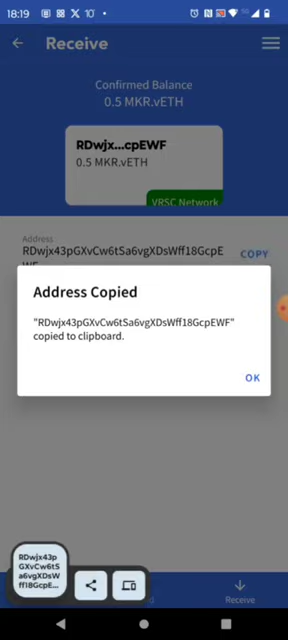 18:19
Receive
Confirmed Balance
0.5 MKR.vETH
RDwjx...cpEWF
0.5 MKR.vETH
VRSC Network
Address
RDwjx43pGXvCw6tSa6vgXDsWff18GcpE
WF
COPY
Address Copied
"RDwjx43pGXvCw6tSa6vgXDsWff18GcpEWF"
copied to clipboard.
OK
RDwjx43p
GXvCw6tS
a6vgXDsW
ff18GcpE...
Receive